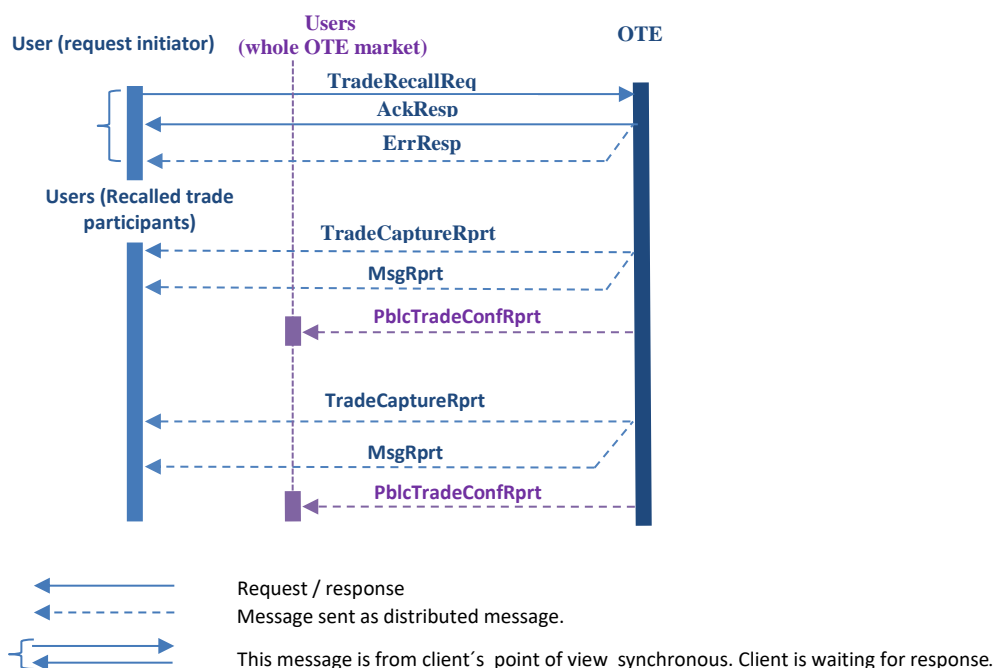 Users
User (request initiator)
(whole OTE market)
OTE
TradeRecallReq
AckResp
ErrResp
Users (Recalled trade
participants)
TradeCaptureRprt
MsgRprt
PblcTradeConfRprt
TradeCaptureRprt
MsgRprt
PblcTradeConfRprt
Request / response
Message sent as distributed message.
This message is from client´s point of view synchronous. Client is waiting for response.